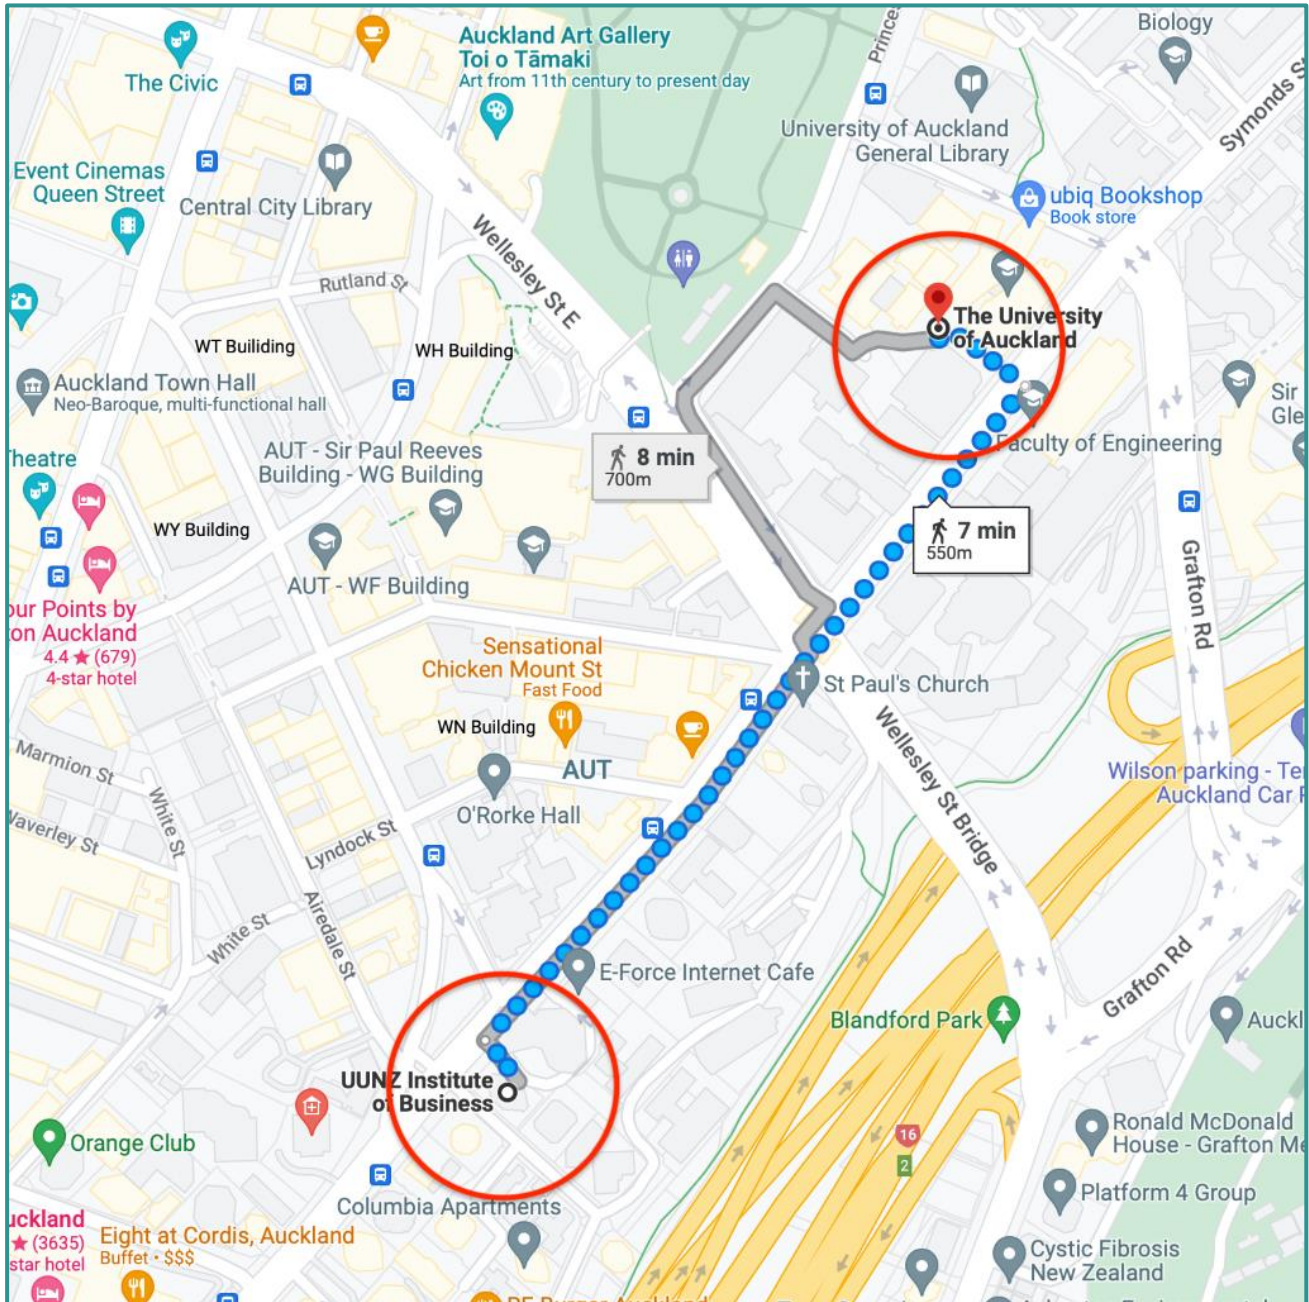 Biology
Auckland Art Gallery
Toi o Tāmaki
Art from 11th century to present day
The Civic
Symonds St
University of Auckland
General Library
Event Cinemas
Queen Street
Central City Library
ubiq Bookshop
Book store
Wellesley St E
Rutland St
The University
of Auckland
WT Builiding
WH Building
Auckland Town Hall
Neo-Baroque, multi-functional hall
Sir
Theatre
AUT - Sir Paul Reeves
Building - WG Building
8 min
700m
Faculty of Engineering
WY Building
7 min
550m
AUT - WF Building
Grafton Rd
4.4 ★ (679)
4-star hotel
Sensational
Chicken Mount St
Fast Food
St Paul's Church
WN Building
AUT
Marmion St
White St
O'Rorke Hall
Wellesley St Bridge
Wilson parking - Te
Auckland Car P
Waverley St
Lyndock St
Airedale St
White St
E-Force Internet Cafe
Grafton Rd
Blandford Park
UUNZ Institute
of Business
Orange Club
16
2
Ronald McDonald
House - Grafton Me
Columbia Apartments
Platform 4 Group
★ (3635)
star hotel
Eight at Cordis, Auckland
Buffet · $$$
Cystic Fibrosis
New Zealand